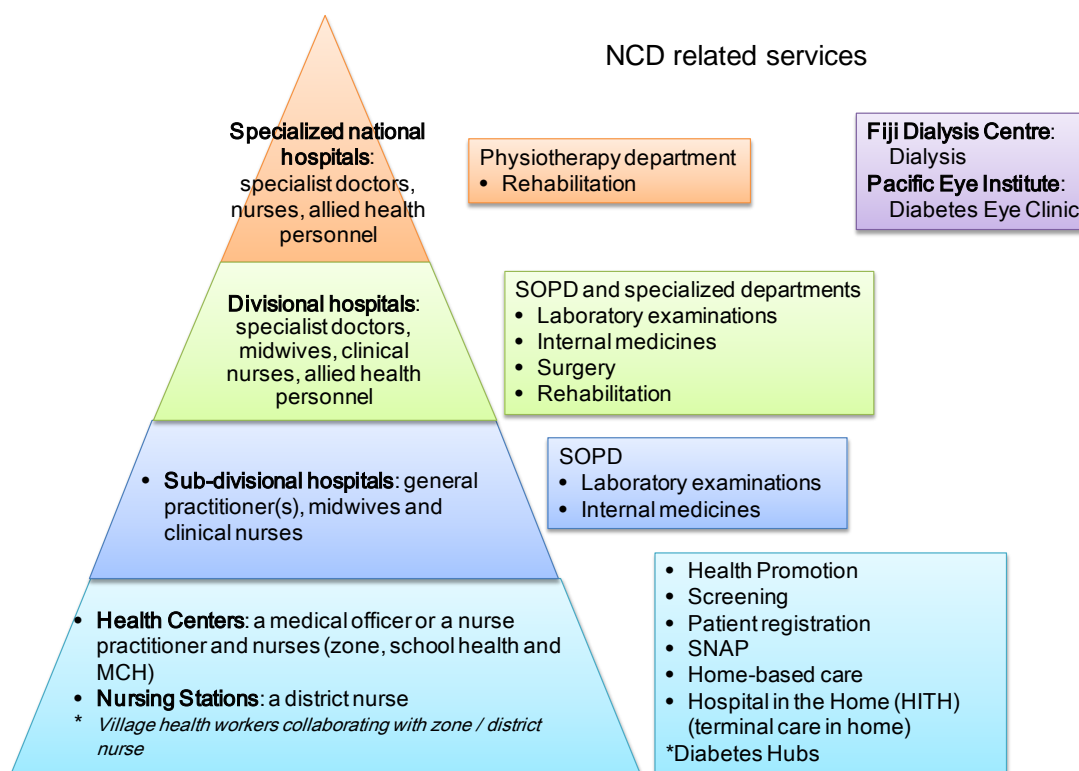 NCD related services
Specialized national
hospitals:
specialist doctors,
nurses, allied health
personnel
Physiotherapy department
• Rehabilitation
Fiji Dialysis Centre:
Dialysis
Pacific Eye Institute:
Diabetes Eye Clinic
Divisional hospitals:
specialist doctors,
midwives, clinical
nurses, allied health
personnel
SOPD and specialized departments
• Laboratory examinations
• Internal medicines
• Surgery
• Rehabilitation
• Sub-divisional hospitals: general
practitioner(s), midwives and
clinical nurses
SOPD
• Laboratory examinations
• Internal medicines
• Health Centers: a medical officer or a nurse
practitioner and nurses (zone, school health and
MCH)
• Nursing Stations: a district nurse
* Village health workers collaborating with zone / district
nurse
• Health Promotion
• Screening
• Patient registration
• SNAP
• Home-based care
• Hospital in the Home (HITH)
(terminal care in home)
*Diabetes Hubs